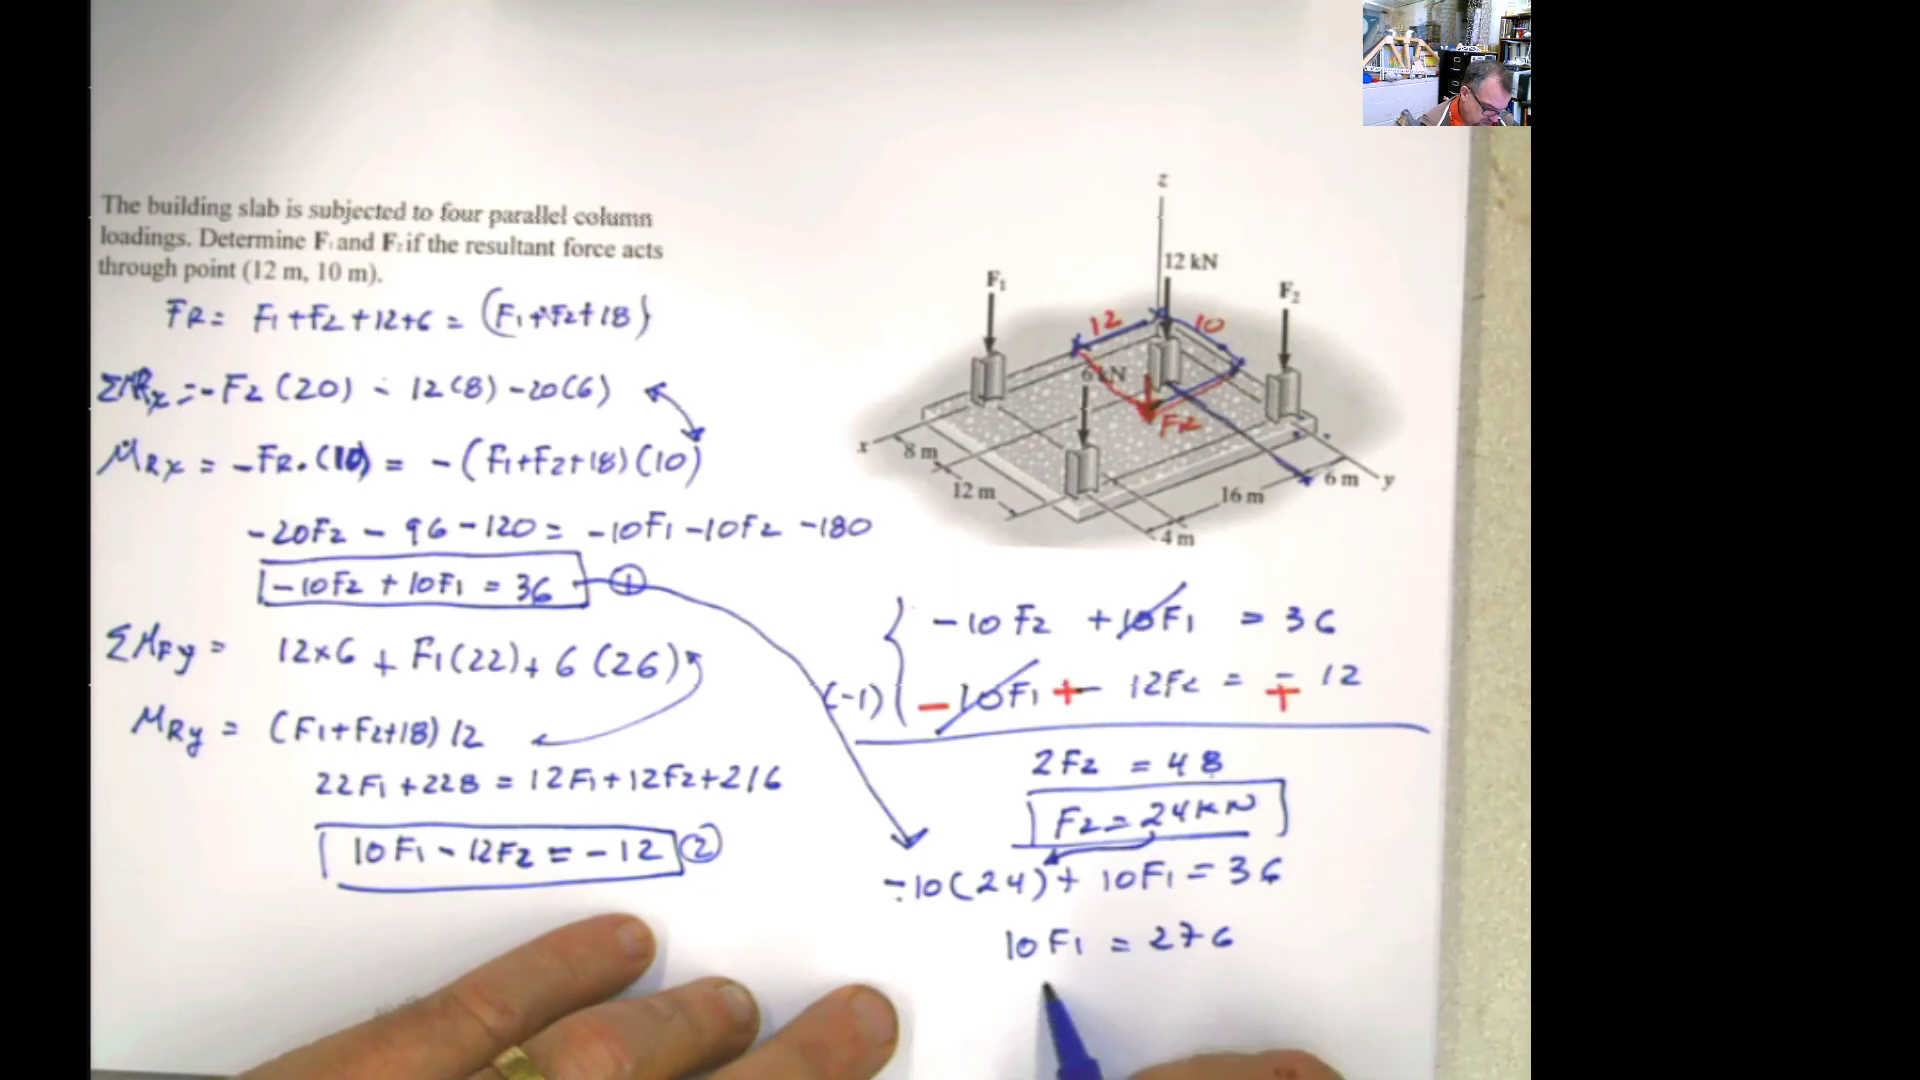 The building slab is subjected to four parallel column
loadings. Determine F₁ and F₂ if the resultant force acts
through point (12 m, 10 m).
FR = F1+F2+12+6 = (F1+F2+18)
ΣMRx = -F2(20) - 12(8) - 20(6)
MRx = -FR.(10) = -(F1+F2+18)(10)
-20F2 - 96 - 120 = -10F1 - 10F2 - 180
-10F2 + 10F1 = 36 ①
ΣMFy = 12x6 + F1(22) + 6(26)
MRy = (F1+F2+18)12
22F1+228 = 12F1+12F2+216
10F1 - 12F2 = -12 ②
z
12 kN
F₁
F₂
12
10
6 kN
FR
x
8 m
12 m
16 m
6 m
y
4 m
-10F2 + 10F1 = 36
(-1) - 10F1 + - 12F2 = - + 12
2F2 = 48
F2 = 24KN
-10(24) + 10F1 = 36
10F1 = 276